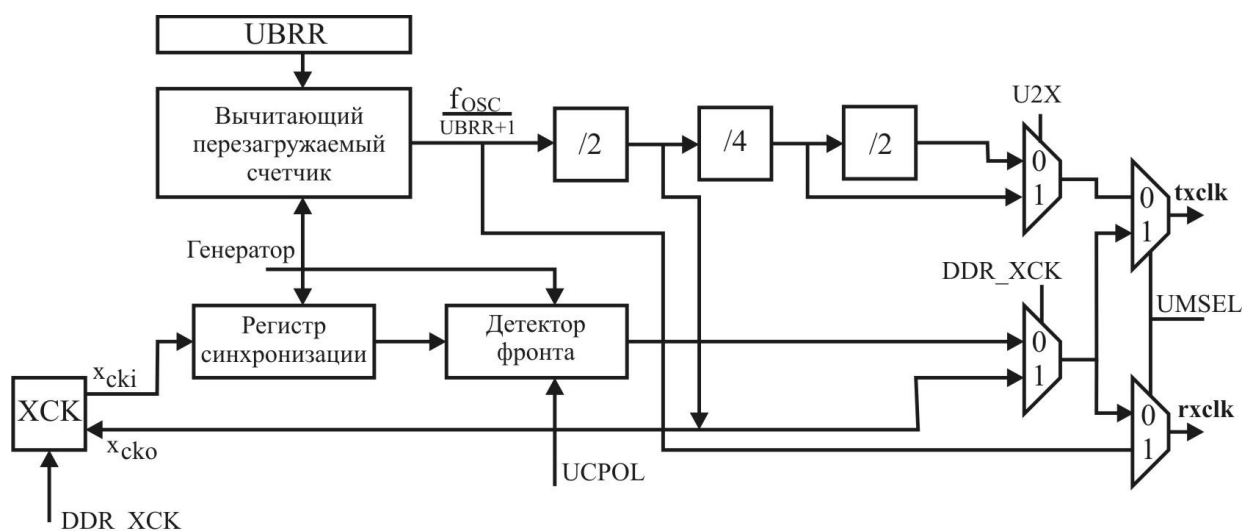 UBRR
Вычитающий
перезагружаемый
счетчик
fOSC
UBRR+1
/2
/4
/2
U2X
0
1
0
1
txclk
Генератор
DDR_XCK
UMSEL
Регистр
синхронизации
Детектор
фронта
0
1
xcki
XCK
xcko
0
1
rxclk
UCPOL
DDR_XCK